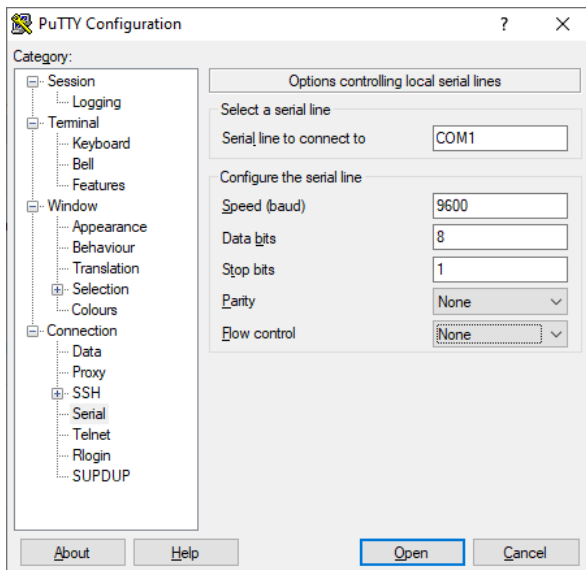 PuTTY Configuration ? ×
Category:
Session
Logging
Terminal
Keyboard
Bell
Features
Window
Appearance
Behaviour
Translation
Selection
Colours
Connection
Data
Proxy
SSH
Serial
Telnet
Rlogin
SUPDUP
Options controlling local serial lines
Select a serial line
Serial line to connect to COM1
Configure the serial line
Speed (baud) 9600
Data bits 8
Stop bits 1
Parity None
Flow control None
About Help Open Cancel